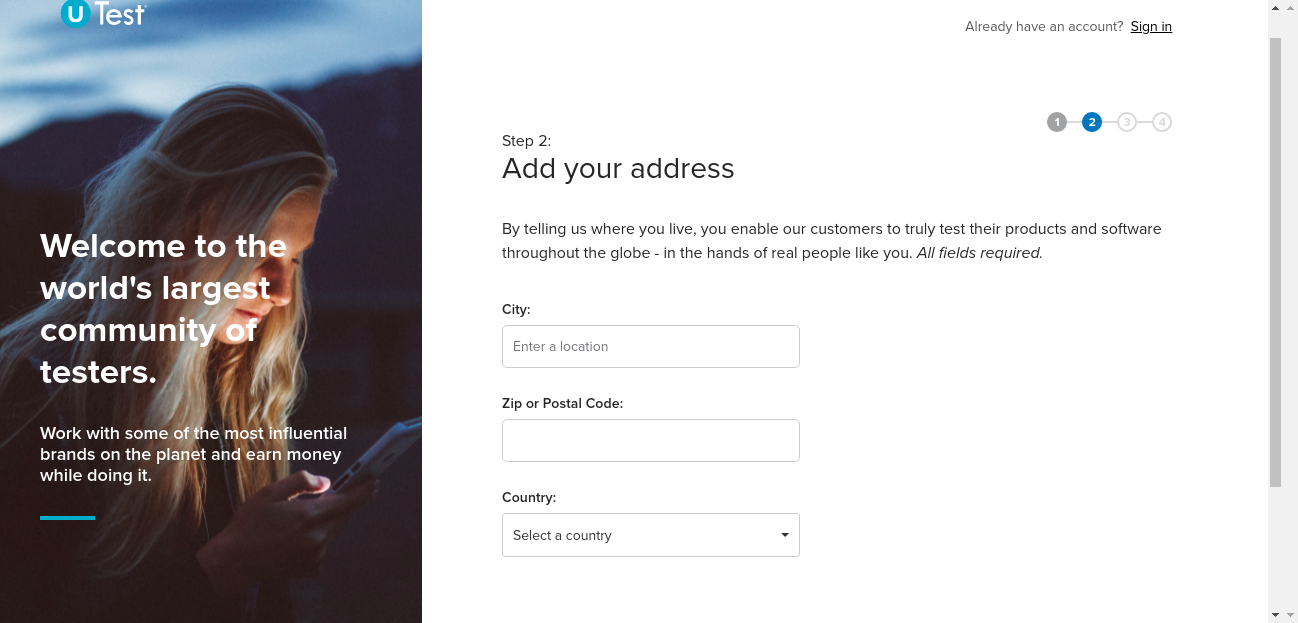 U Test
Already have an account? Sign in
1 2 3 4
Step 2:
Add your address
By telling us where you live, you enable our customers to truly test their products and software
throughout the globe - in the hands of real people like you. All fields required.
City:
Enter a location
Zip or Postal Code:
Country:
Select a country
Welcome to the
world's largest
community of
testers.
Work with some of the most influential
brands on the planet and earn money
while doing it.